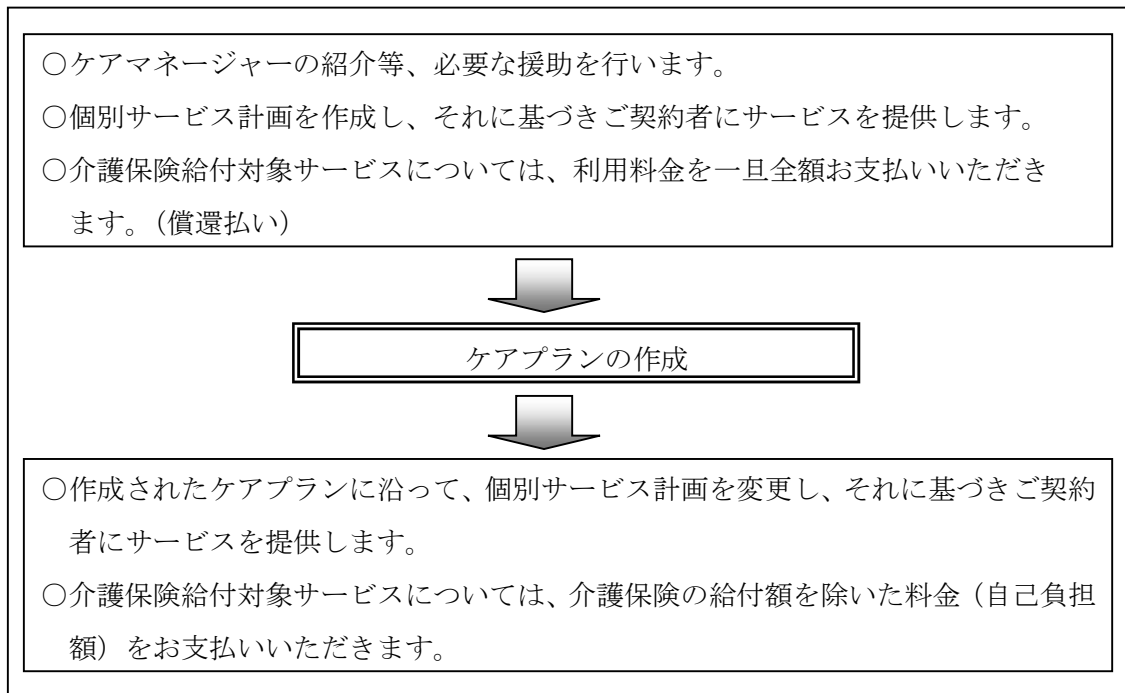 ○ケアマネージャーの紹介等、必要な援助を行います。
○個別サービス計画を作成し、それに基づきご契約者にサービスを提供します。
○介護保険給付対象サービスについては、利用料金を一旦全額お支払いいただき
ます。（償還払い）
ケアプランの作成
○作成されたケアプランに沿って、個別サービス計画を変更し、それに基づきご契約
者にサービスを提供します。
○介護保険給付対象サービスについては、介護保険の給付額を除いた料金（自己負担
額）をお支払いいただきます。